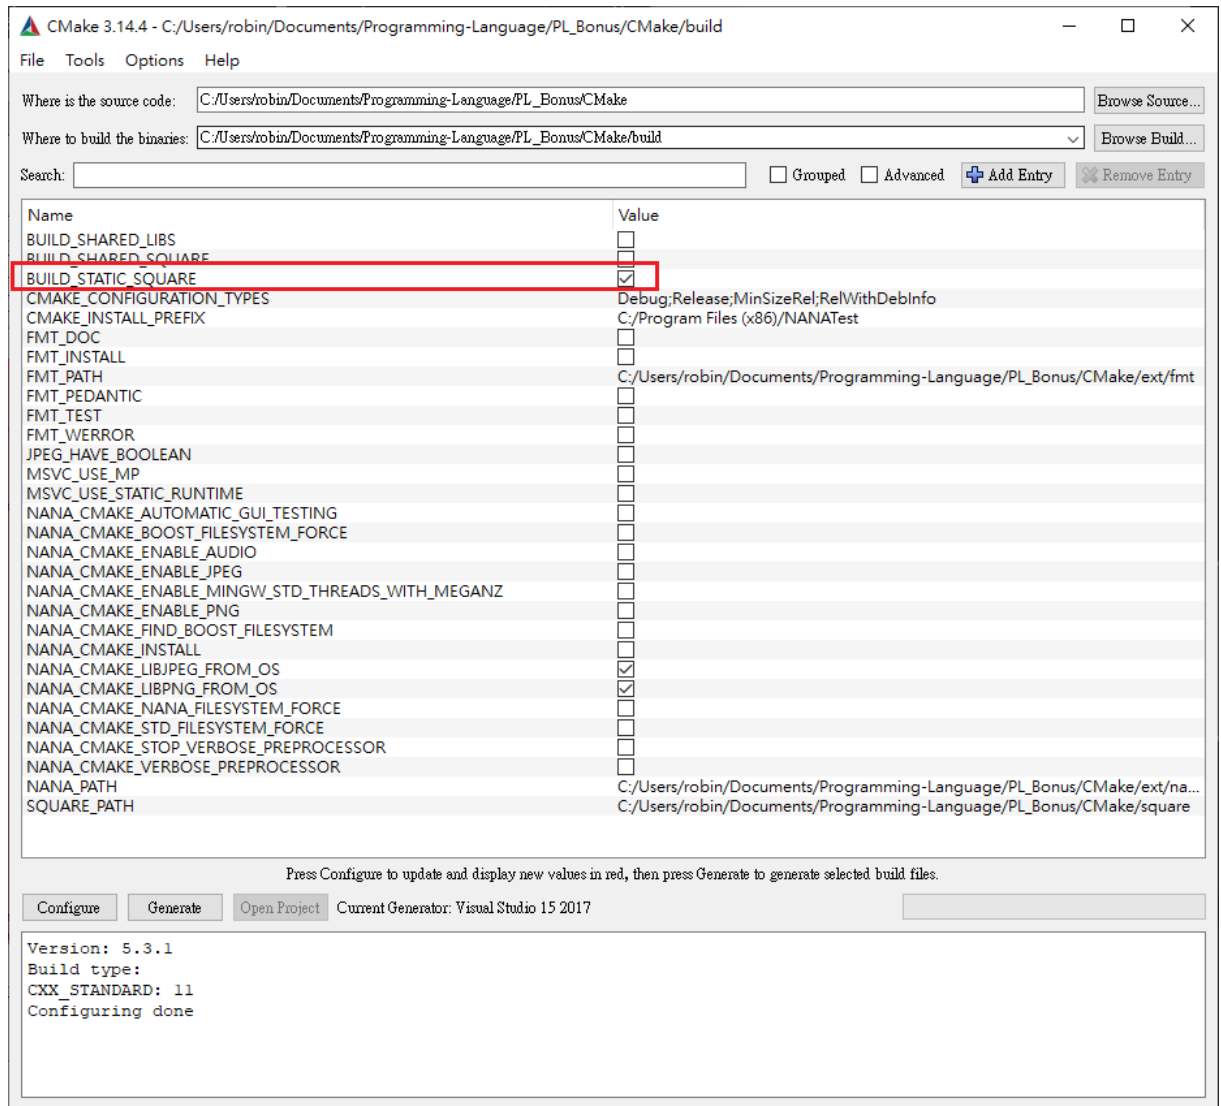 CMake 3.14.4 - C:/Users/robin/Documents/Programming-Language/PL_Bonus/CMake/build
File Tools Options Help
Where is the source code: C:/Users/robin/Documents/Programming-Language/PL_Bonus/CMake Browse Source...
Where to build the binaries: C:/Users/robin/Documents/Programming-Language/PL_Bonus/CMake/build Browse Build...
Search: Grouped Advanced Add Entry Remove Entry
Name Value
BUILD_SHARED_LIBS
BUILD_SHARED_SQUARE
BUILD_STATIC_SQUARE
CMAKE_CONFIGURATION_TYPES Debug;Release;MinSizeRel;RelWithDebInfo
CMAKE_INSTALL_PREFIX C:/Program Files (x86)/NANATest
FMT_DOC
FMT_INSTALL
FMT_PATH C:/Users/robin/Documents/Programming-Language/PL_Bonus/CMake/ext/fmt
FMT_PEDANTIC
FMT_TEST
FMT_WERROR
JPEG_HAVE_BOOLEAN
MSVC_USE_MP
MSVC_USE_STATIC_RUNTIME
NANA_CMAKE_AUTOMATIC_GUI_TESTING
NANA_CMAKE_BOOST_FILESYSTEM_FORCE
NANA_CMAKE_ENABLE_AUDIO
NANA_CMAKE_ENABLE_JPEG
NANA_CMAKE_ENABLE_MINGW_STD_THREADS_WITH_MEGANZ
NANA_CMAKE_ENABLE_PNG
NANA_CMAKE_FIND_BOOST_FILESYSTEM
NANA_CMAKE_INSTALL
NANA_CMAKE_LIBJPEG_FROM_OS
NANA_CMAKE_LIBPNG_FROM_OS
NANA_CMAKE_NANA_FILESYSTEM_FORCE
NANA_CMAKE_STD_FILESYSTEM_FORCE
NANA_CMAKE_STOP_VERBOSE_PREPROCESSOR
NANA_CMAKE_VERBOSE_PREPROCESSOR
NANA_PATH C:/Users/robin/Documents/Programming-Language/PL_Bonus/CMake/ext/na...
SQUARE_PATH C:/Users/robin/Documents/Programming-Language/PL_Bonus/CMake/square
Press Configure to update and display new values in red, then press Generate to generate selected build files.
Configure Generate Open Project Current Generator: Visual Studio 15 2017
Version: 5.3.1
Build type:
CXX_STANDARD: 11
Configuring done